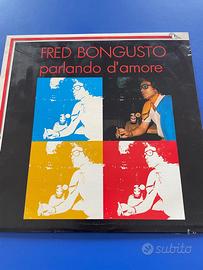 FRED BONGUSTO
parlando d'amore
subito